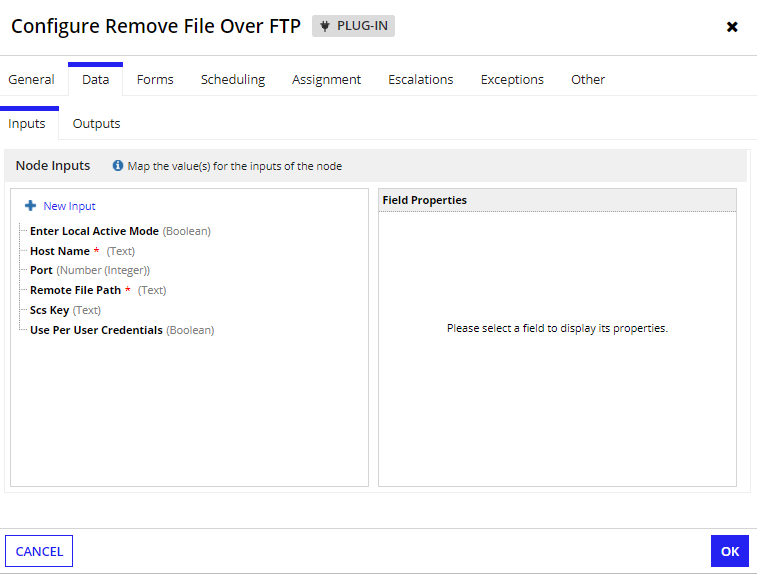 Configure Remove File Over FTP PLUG-IN
General Data Forms Scheduling Assignment Escalations Exceptions Other
Inputs Outputs
Node Inputs Map the value(s) for the inputs of the node
New Input
Enter Local Active Mode (Boolean)
Host Name * (Text)
Port (Number (Integer))
Remote File Path * (Text)
Scs Key (Text)
Use Per User Credentials (Boolean)
Field Properties
Please select a field to display its properties.
CANCEL OK